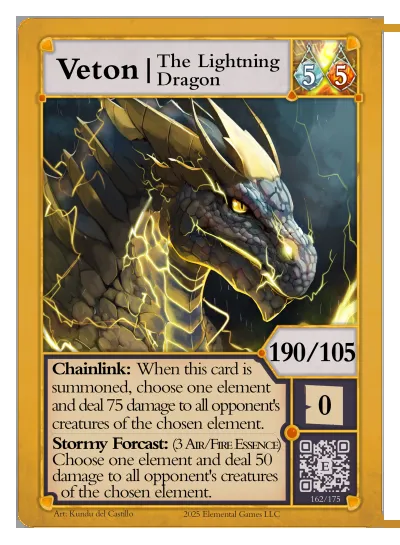 Veton | The Lightning
Dragon
5 5
190/105
Chainlink: When this card is
summoned, choose one element
and deal 75 damage to all opponent's
creatures of the chosen element.
0
Stormy Forcast: (3 Air/Fire Essence)
Choose one element and deal 50
damage to all opponent's creatures
of the chosen element.
E
162/175
Art: Kundu del Castillo
2025 Elemental Games LLC